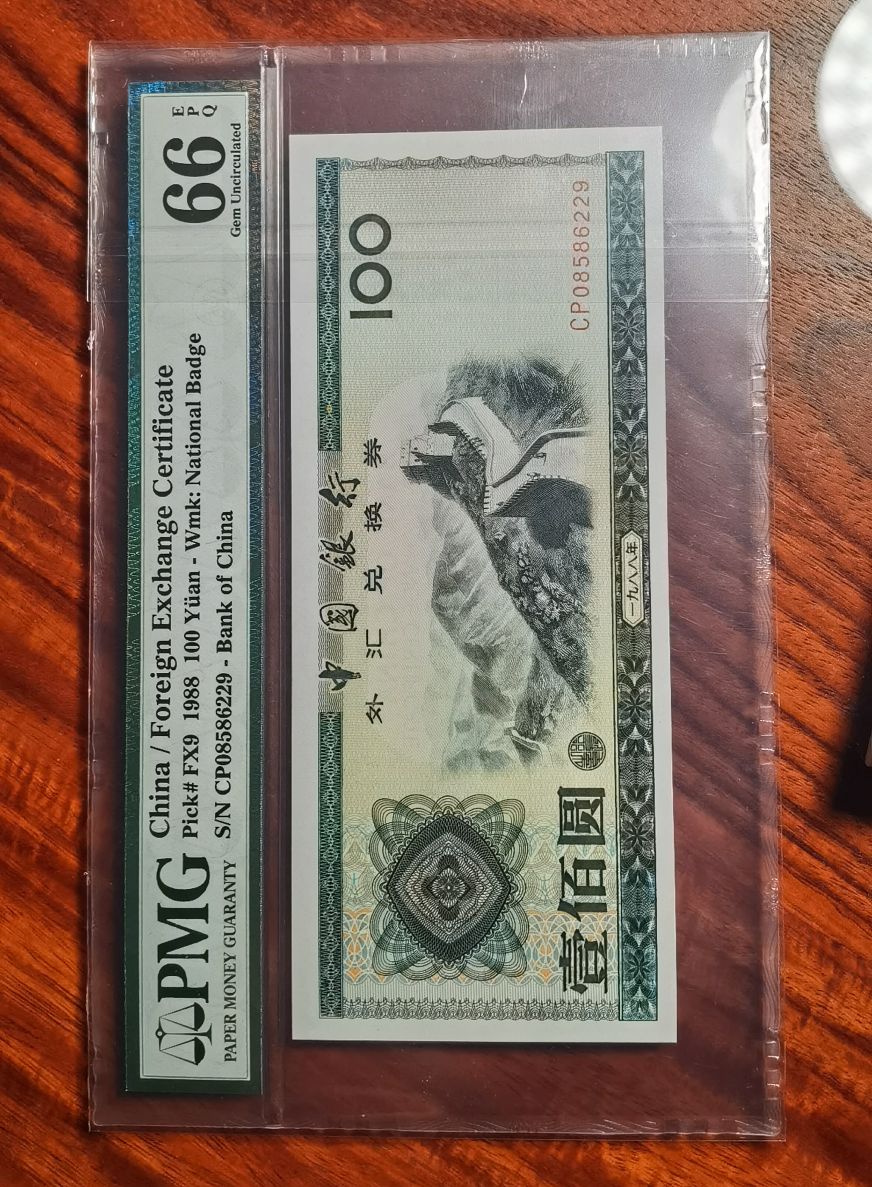 China / Foreign Exchange Certificate
Pick# FX9 1988 100 Yüan - Wmk: National Badge
S/N CP08586229 - Bank of China
PMG
PAPER MONEY GUARANTY
66 EPQ
Gem Uncirculated
中國銀行
外汇兑换券
100
壹佰圆
CP08586229
一九八八年